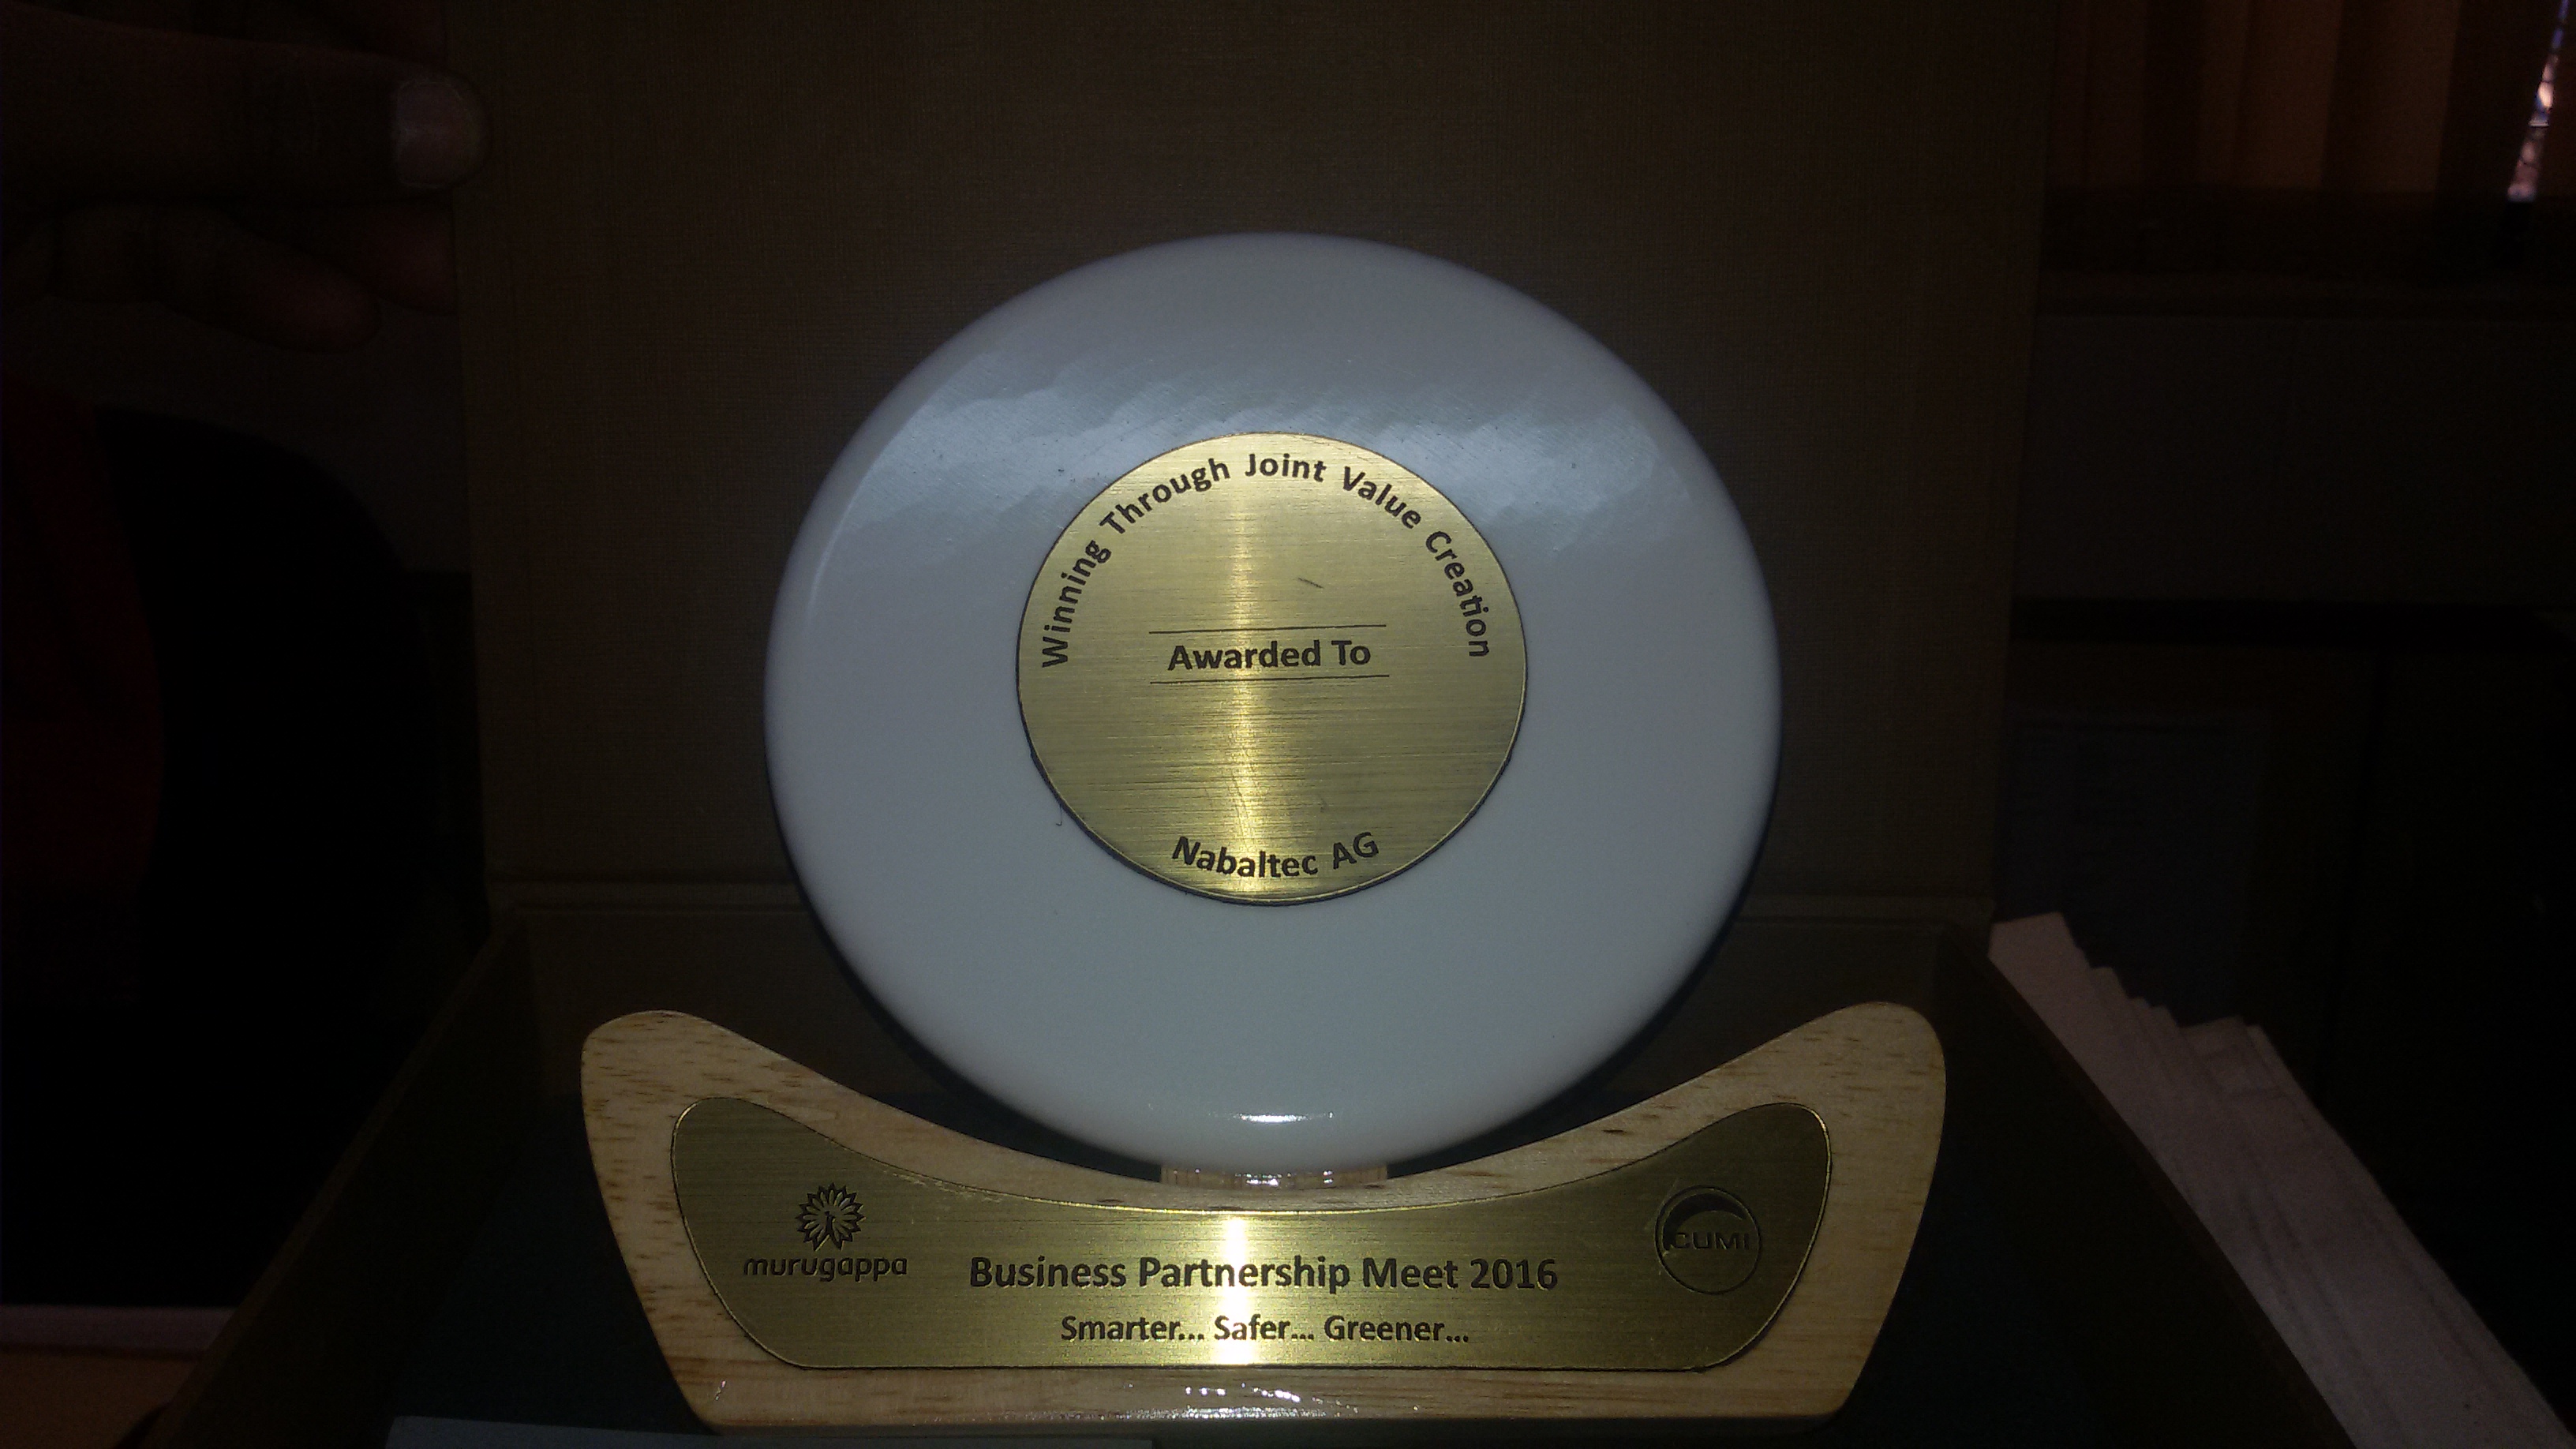 Winning Through Joint Value Creation
Awarded To
Nabaltec AG
murugappa
CUMI
Business Partnership Meet 2016
Smarter... Safer... Greener...